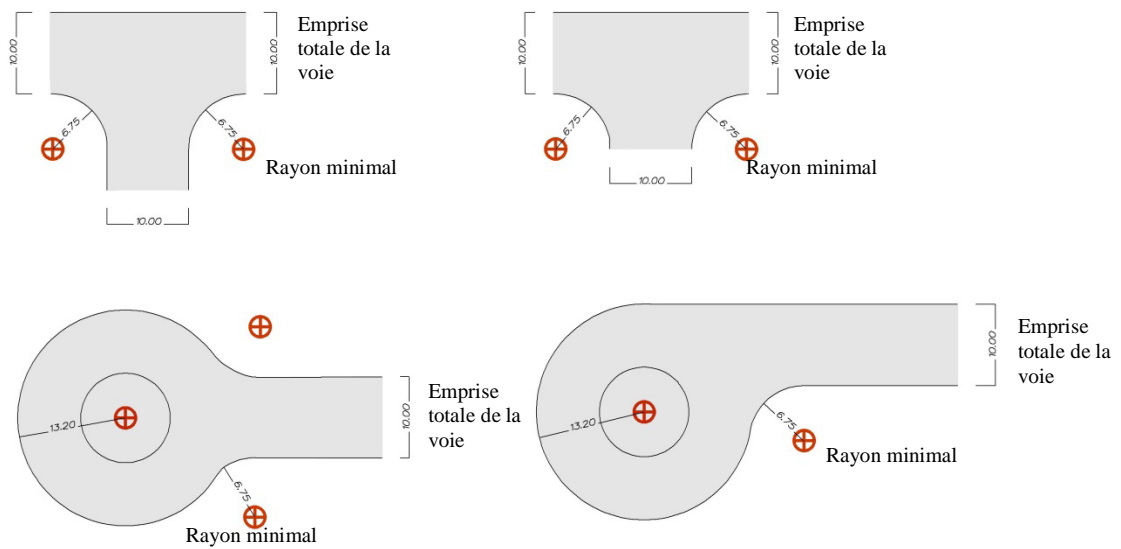 10.00
10.00
Emprise
totale de la
voie
6.75
6.75
Rayon minimal
10.00
10.00
10.00
Emprise
totale de la
voie
6.75
6.75
Rayon minimal
10.00
13.20
10.00
Emprise
totale de la
voie
6.75
Rayon minimal
13.20
10.00
Emprise
totale de la
voie
6.75
Rayon minimal